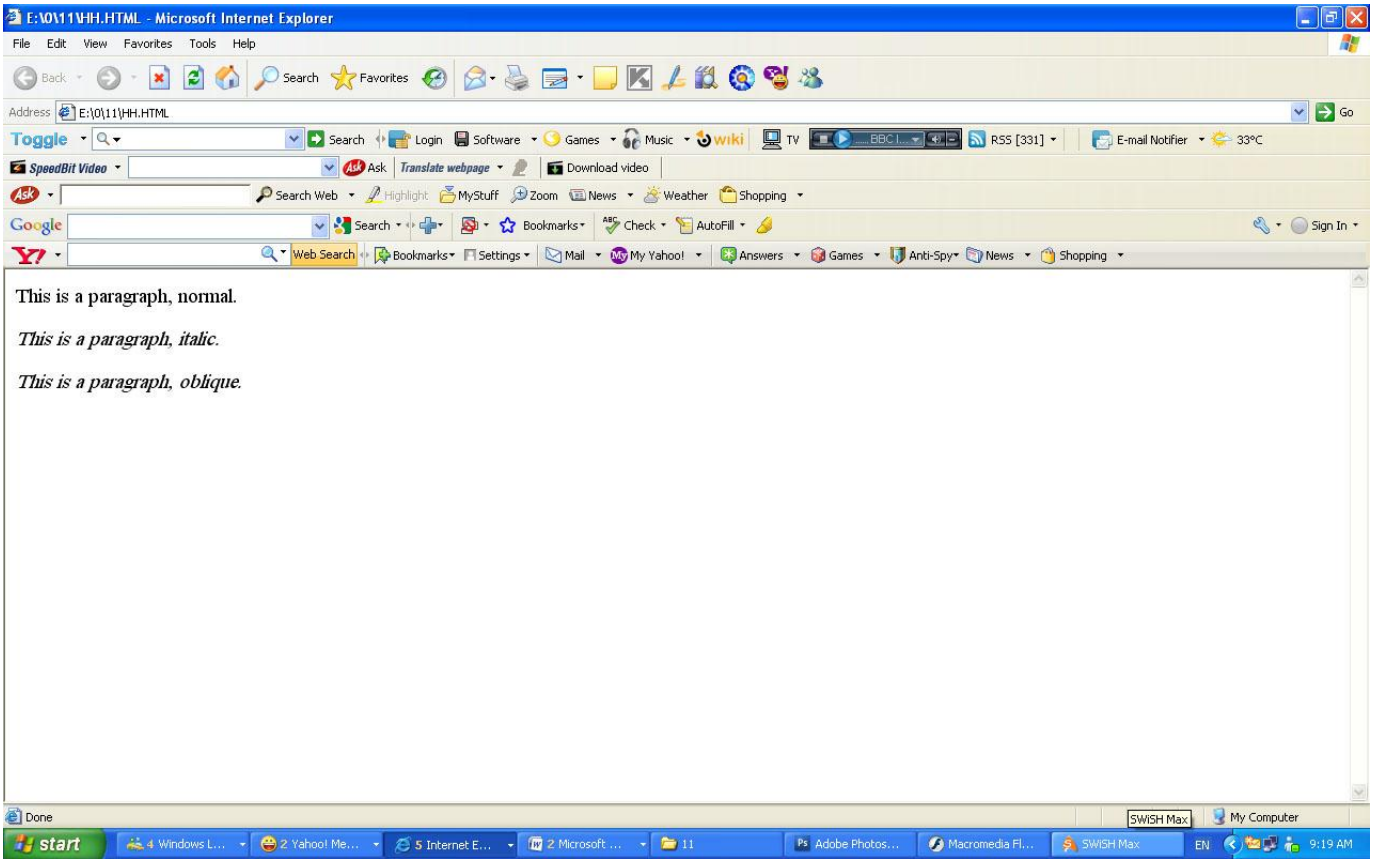 E:\0\11\HH.HTML - Microsoft Internet Explorer
File Edit View Favorites Tools Help
Back Search Favorites
Address E:\0\11\HH.HTML Go
Toggle Search Login Software Games Music wiki TV .....BBC I... RSS [331] E-mail Notifier 33°C
SpeedBit Video Ask Translate webpage Download video
Ask Search Web Highlight MyStuff Zoom News Weather Shopping
Google Search Bookmarks ABC Check AutoFill Sign In
Y! Web Search Bookmarks Settings Mail My My Yahoo! Answers Games Anti-Spy News Shopping
This is a paragraph, normal.
This is a paragraph, italic.
This is a paragraph, oblique.
Done SWiSH Max My Computer
start 4 Windows L... 2 Yahoo! Me... 5 Internet E... 2 Microsoft ... 11 Ps Adobe Photos... Macromedia Fl... SWiSH Max EN 9:19 AM